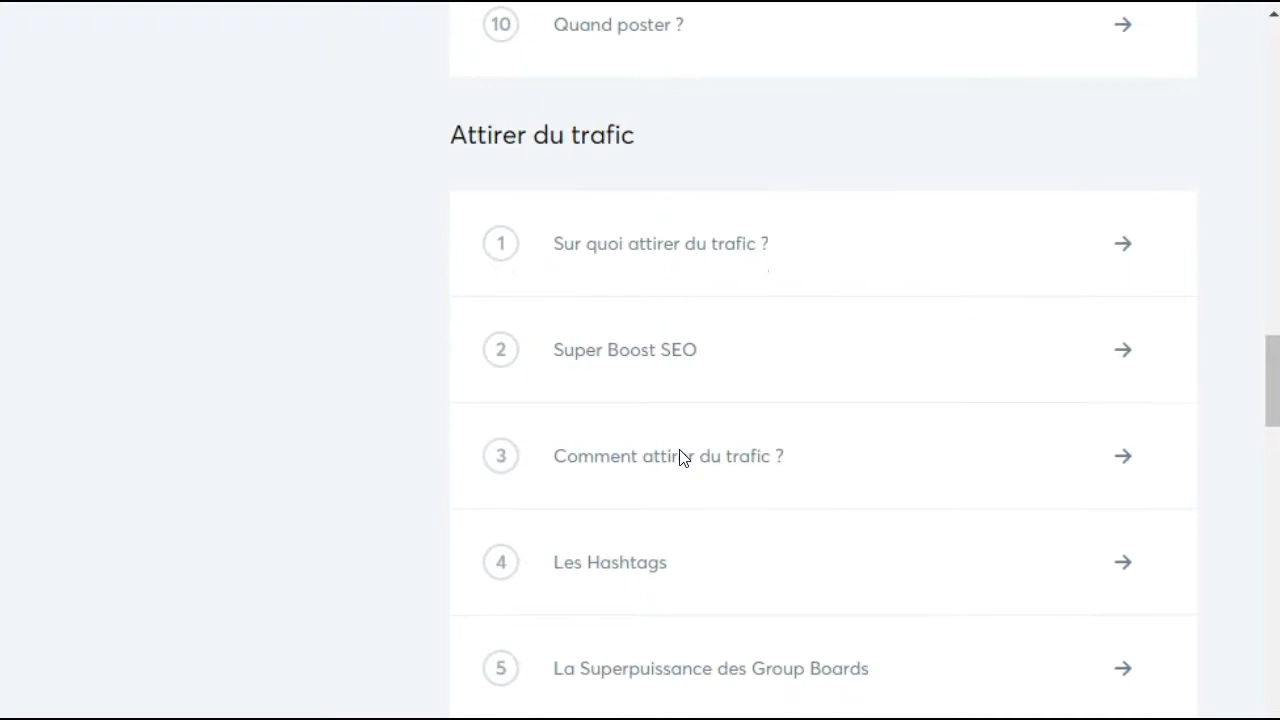 10 Quand poster ?
Attirer du trafic
1 Sur quoi attirer du trafic ?
2 Super Boost SEO
3 Comment attirer du trafic ?
4 Les Hashtags
5 La Superpuissance des Group Boards